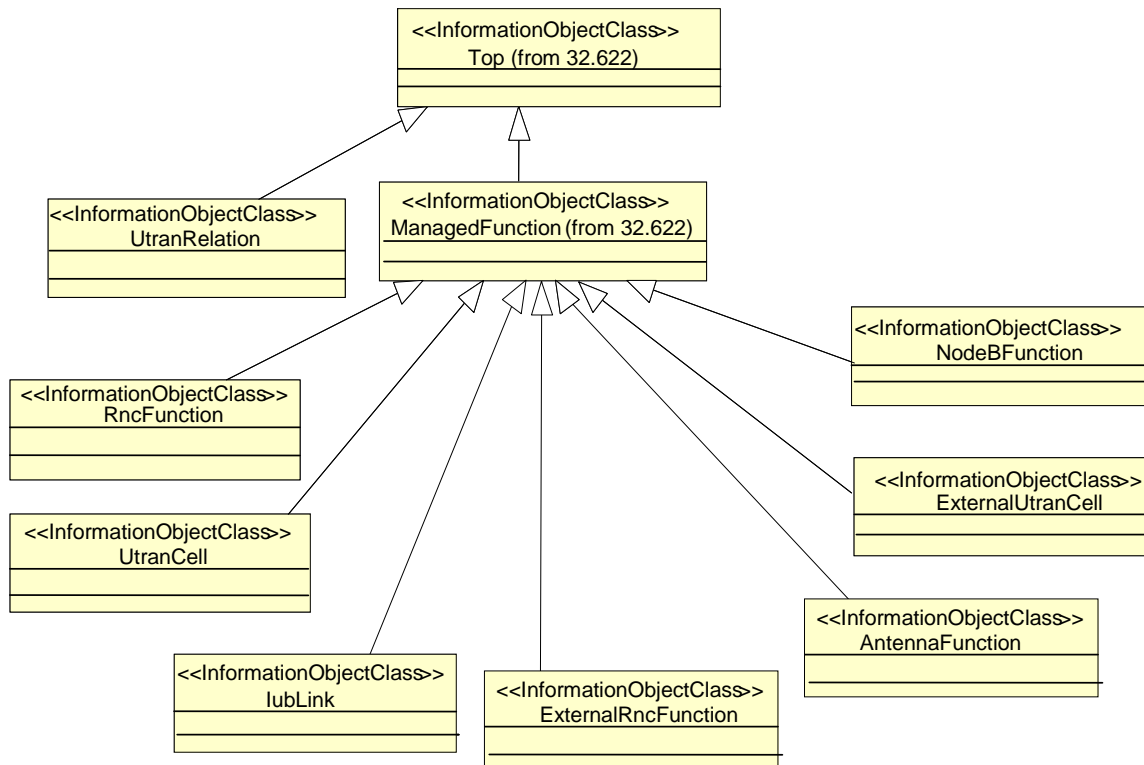 <<InformationObjectClass>>
Top (from 32.622)
<<InformationObjectClass>>
ManagedFunction (from 32.622)
<<InformationObjectClass>>
UtranRelation
<<InformationObjectClass>>
NodeBFunction
<<InformationObjectClass>>
RncFunction
<<InformationObjectClass>>
ExternalUtranCell
<<InformationObjectClass>>
UtranCell
<<InformationObjectClass>>
AntennaFunction
<<InformationObjectClass>>
IubLink
<<InformationObjectClass>>
ExternalRncFunction